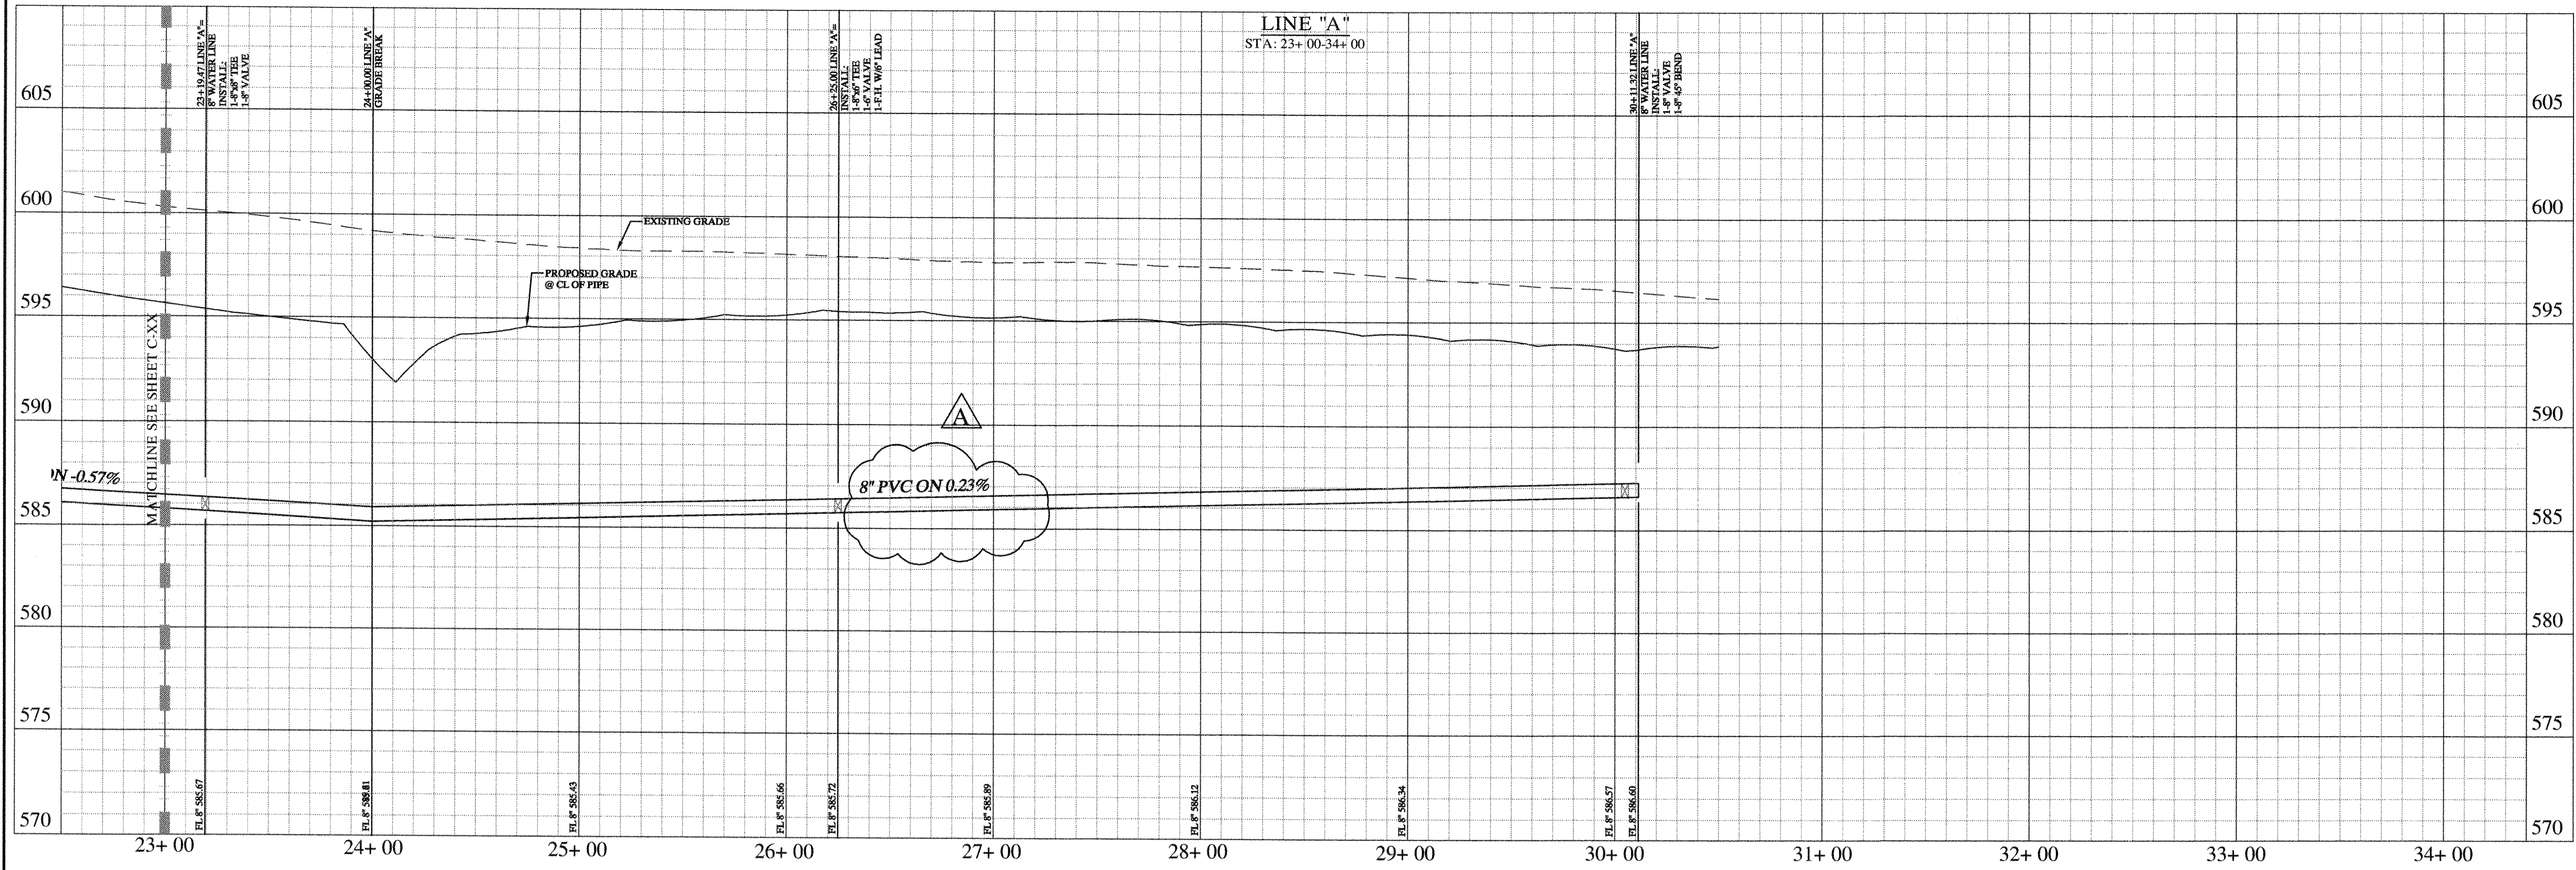 LINE "A"
STA: 23+ 00-34+ 00
23+19.47 LINE "A"=
8" WATER LINE
INSTALL:
1-8"x8" TEE
1-8" VALVE
24+00.00 LINE "A"
GRADE BREAK
26+25.00 LINE "A"=
INSTALL:
1-8"x6" TEE
1-6" VALVE
1-F.H. W/6" LEAD
30+11.32 LINE "A"
8" WATER LINE
INSTALL:
1-8" VALVE
1-8" 45° BEND
605
605
600
600
EXISTING GRADE
PROPOSED GRADE
@ CL OF PIPE
595
595
MATCHLINE SEE SHEET C-XX
590
590
A
ON -0.57%
8" PVC ON 0.23%
585
585
580
580
575
575
FL 8" 585.67
FL 8"
FL 8" 585.43
FL 8" 585.66
FL 8" 585.72
FL 8" 585.89
FL 8" 586.12
FL 8" 586.34
FL 8" 586.57
FL 8" 586.60
570
570
23+ 00
24+ 00
25+ 00
26+ 00
27+ 00
28+ 00
29+ 00
30+ 00
31+ 00
32+ 00
33+ 00
34+ 00